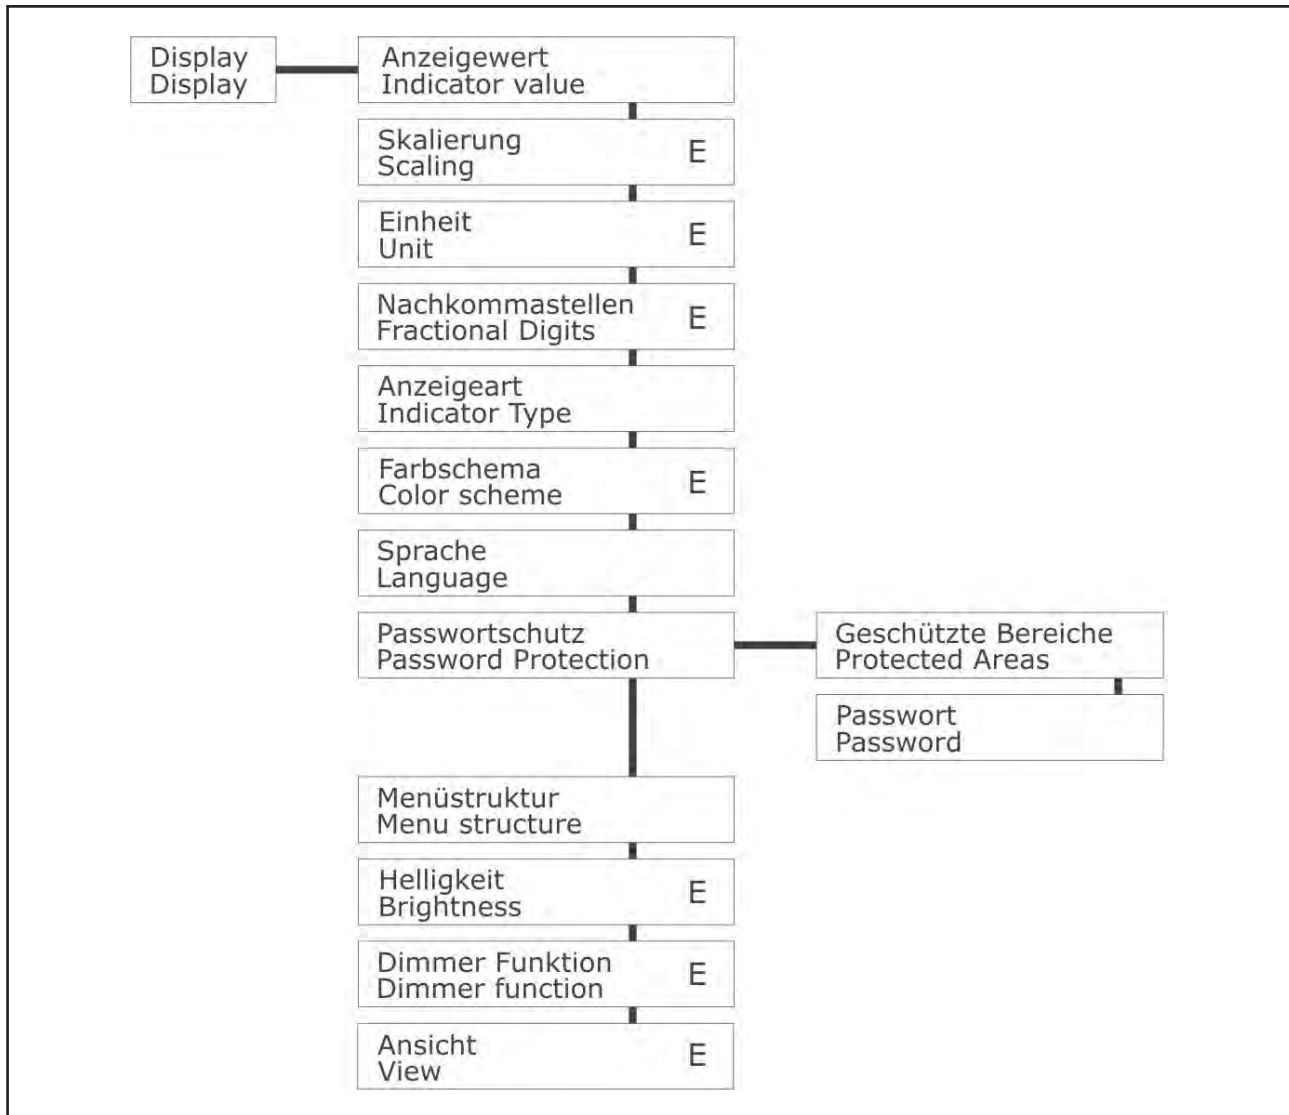 Display
Display
Anzeigewert
Indicator value
Skalierung
Scaling
E
Einheit
Unit
E
Nachkommastellen
Fractional Digits
E
Anzeigeart
Indicator Type
Farbschema
Color scheme
E
Sprache
Language
Passwortschutz
Password Protection
Geschützte Bereiche
Protected Areas
Passwort
Password
Menüstruktur
Menu structure
Helligkeit
Brightness
E
Dimmer Funktion
Dimmer function
E
Ansicht
View
E